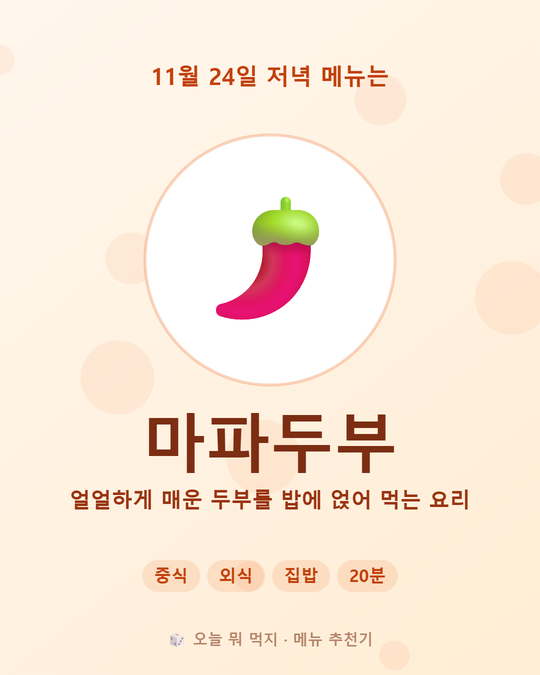 11월 24일 저녁 메뉴는
마파두부
얼얼하게 매운 두부를 밥에 얹어 먹는 요리
중식 외식 집밥 20분
오늘 뭐 먹지 · 메뉴 추천기